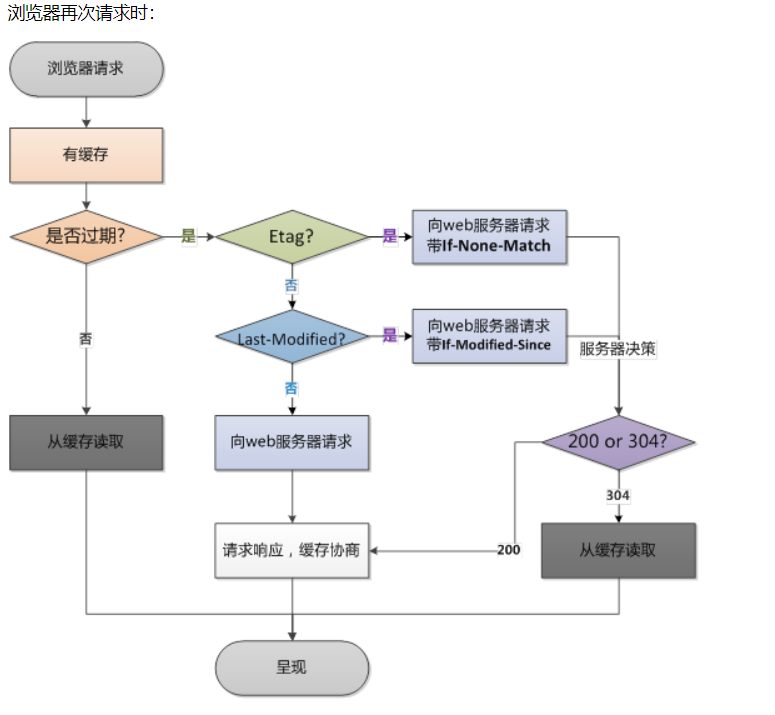 浏览器再次请求时：
浏览器请求
有缓存
是否过期?
是
Etag?
是
向web服务器请求
带If-None-Match
否
否
Last-Modified?
是
向web服务器请求
带If-Modified-Since
服务器决策
否
从缓存读取
向web服务器请求
200 or 304?
304
请求响应，缓存协商
200
从缓存读取
呈现